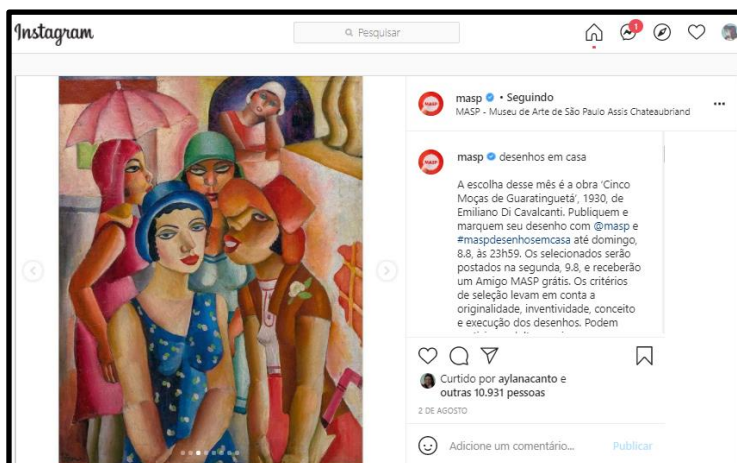 Instagram
Pesquisar
1
masp • Seguindo
MASP - Museu de Arte de São Paulo Assis Chateaubriand
MASP
MASP
masp desenhos em casa
A escolha desse mês é a obra 'Cinco
Moças de Guaratinguetá', 1930, de
Emiliano Di Cavalcanti. Publiquem e
marquem seu desenho com @masp e
#maspdesenhosemcasa até domingo,
8.8, às 23h59. Os selecionados serão
postados na segunda, 9.8, e receberão
um Amigo MASP grátis. Os critérios
de seleção levam em conta a
originalidade, inventividade, conceito
e execução dos desenhos. Podem
Curtido por aylanacanto e
outras 10.931 pessoas
2 DE AGOSTO
Adicione um comentário... Publicar